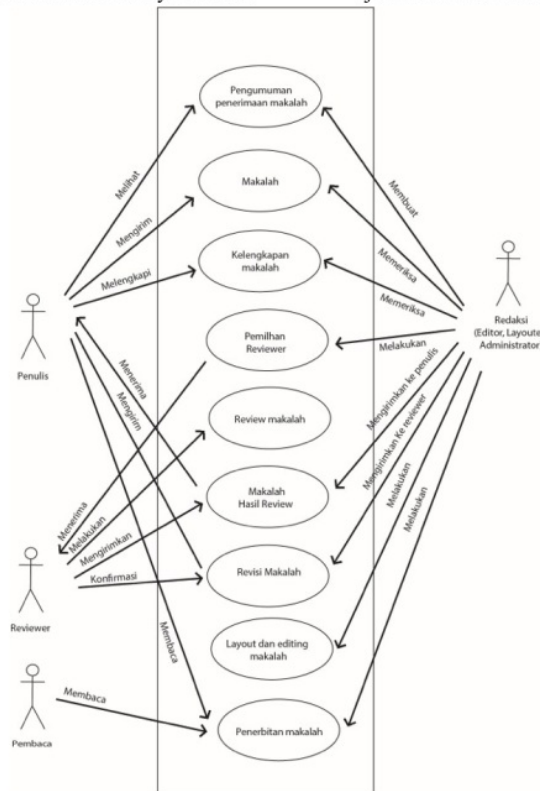 Pengumuman
penerimaan makalah
Melihat
Membuat
Makalah
Mengirim
Memeriksa
Kelengkapan
makalah
Melengkapi
Memeriksa
Redaksi
(Editor, Layoute
Administrator)
Penulis
Pemilhan
Reviewer
Melakukan
Menerima
Mengirim
Mengirimkan ke penulis
Mengirimkan Ke reviewer
Review makalah
Melakukan
Melakukan
Makalah
Hasil Review
Menerima
Melakukan
Mengirimkan
Konfirmasi
Revisi Makalah
Reviewer
Membaca
Layout dan editing
makalah
Membaca
Penerbitan makalah
Pembaca